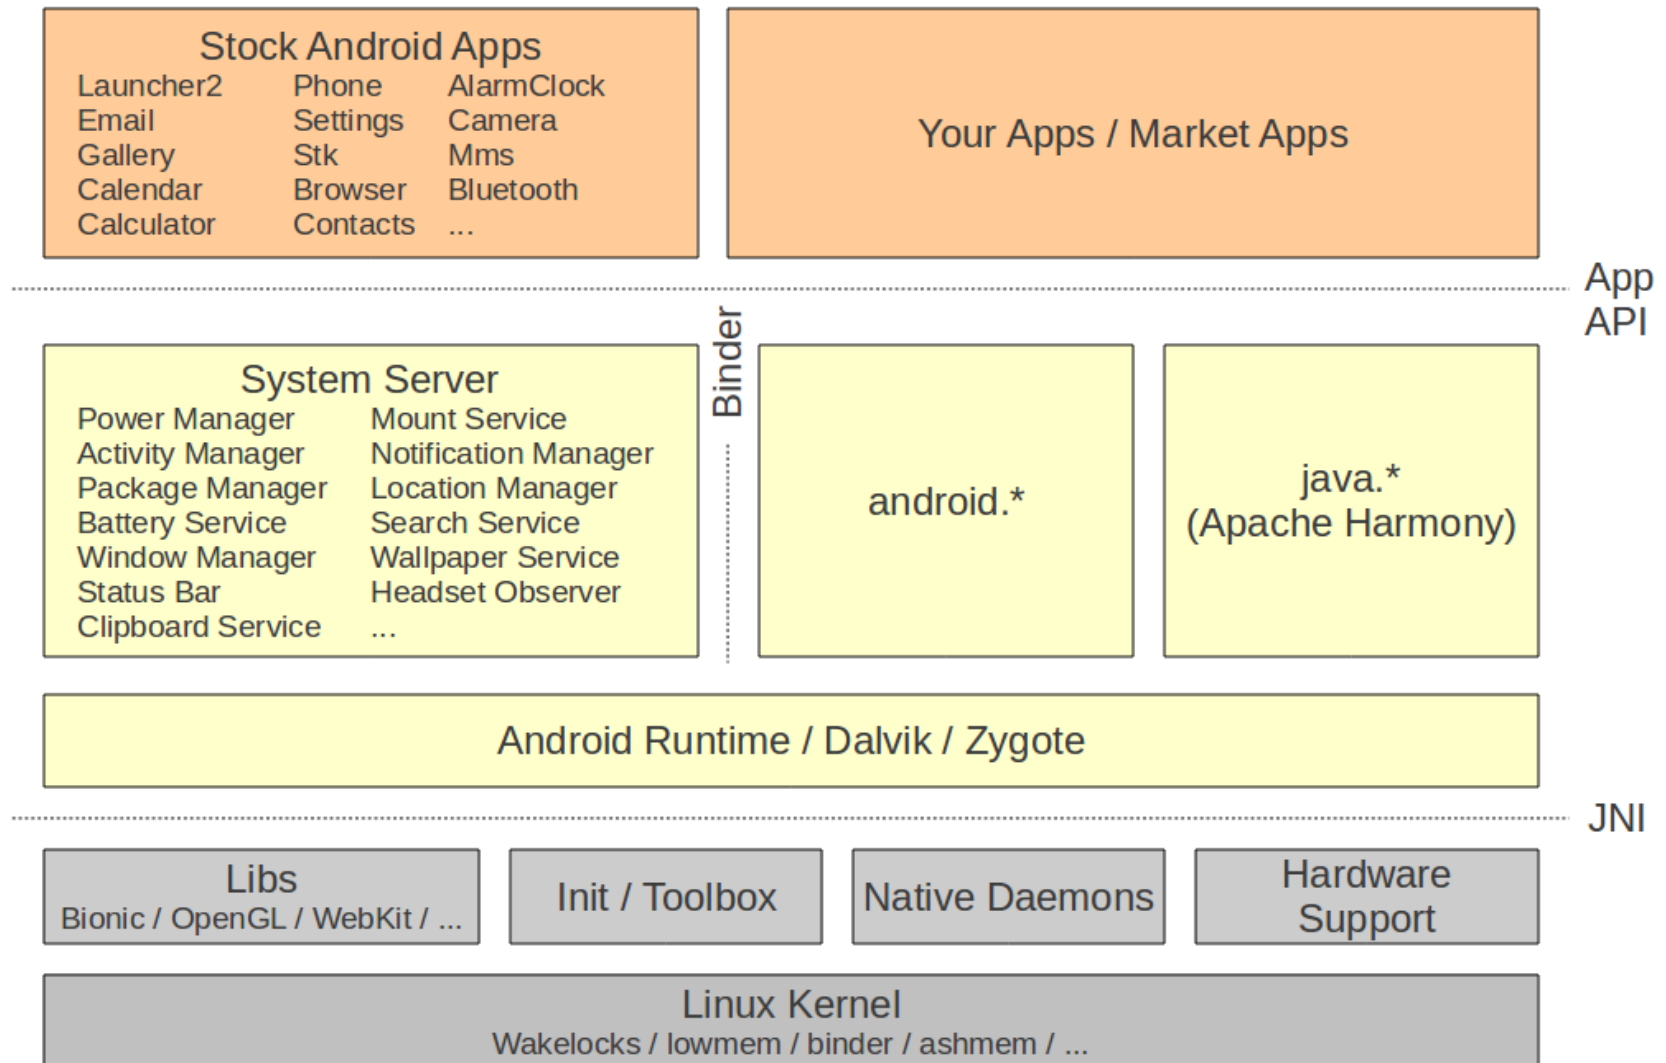 Stock Android Apps
Launcher2 Phone AlarmClock
Email Settings Camera
Gallery Stk Mms
Calendar Browser Bluetooth
Calculator Contacts ...
Your Apps / Market Apps
App
API
System Server
Power Manager Mount Service
Activity Manager Notification Manager
Package Manager Location Manager
Battery Service Search Service
Window Manager Wallpaper Service
Status Bar Headset Observer
Clipboard Service ...
Binder
android.*
java.*
(Apache Harmony)
Android Runtime / Dalvik / Zygote
JNI
Libs
Bionic / OpenGL / WebKit / ...
Init / Toolbox
Native Daemons
Hardware
Support
Linux Kernel
Wakelocks / lowmem / binder / ashmem / ...